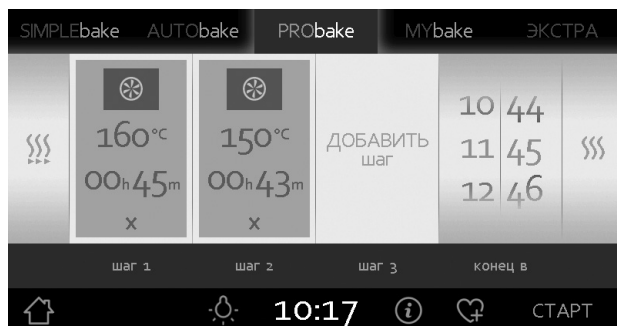 SIMPLEbake AUTObake PRObake MYbake ЭКСТРА
160°C 150°C ДОБАВИТЬ шаг 10 44
00h45m 00h43m 11 45
x x 12 46
шаг 1 шаг 2 шаг 3 конец в
10:17 i СТАРТ